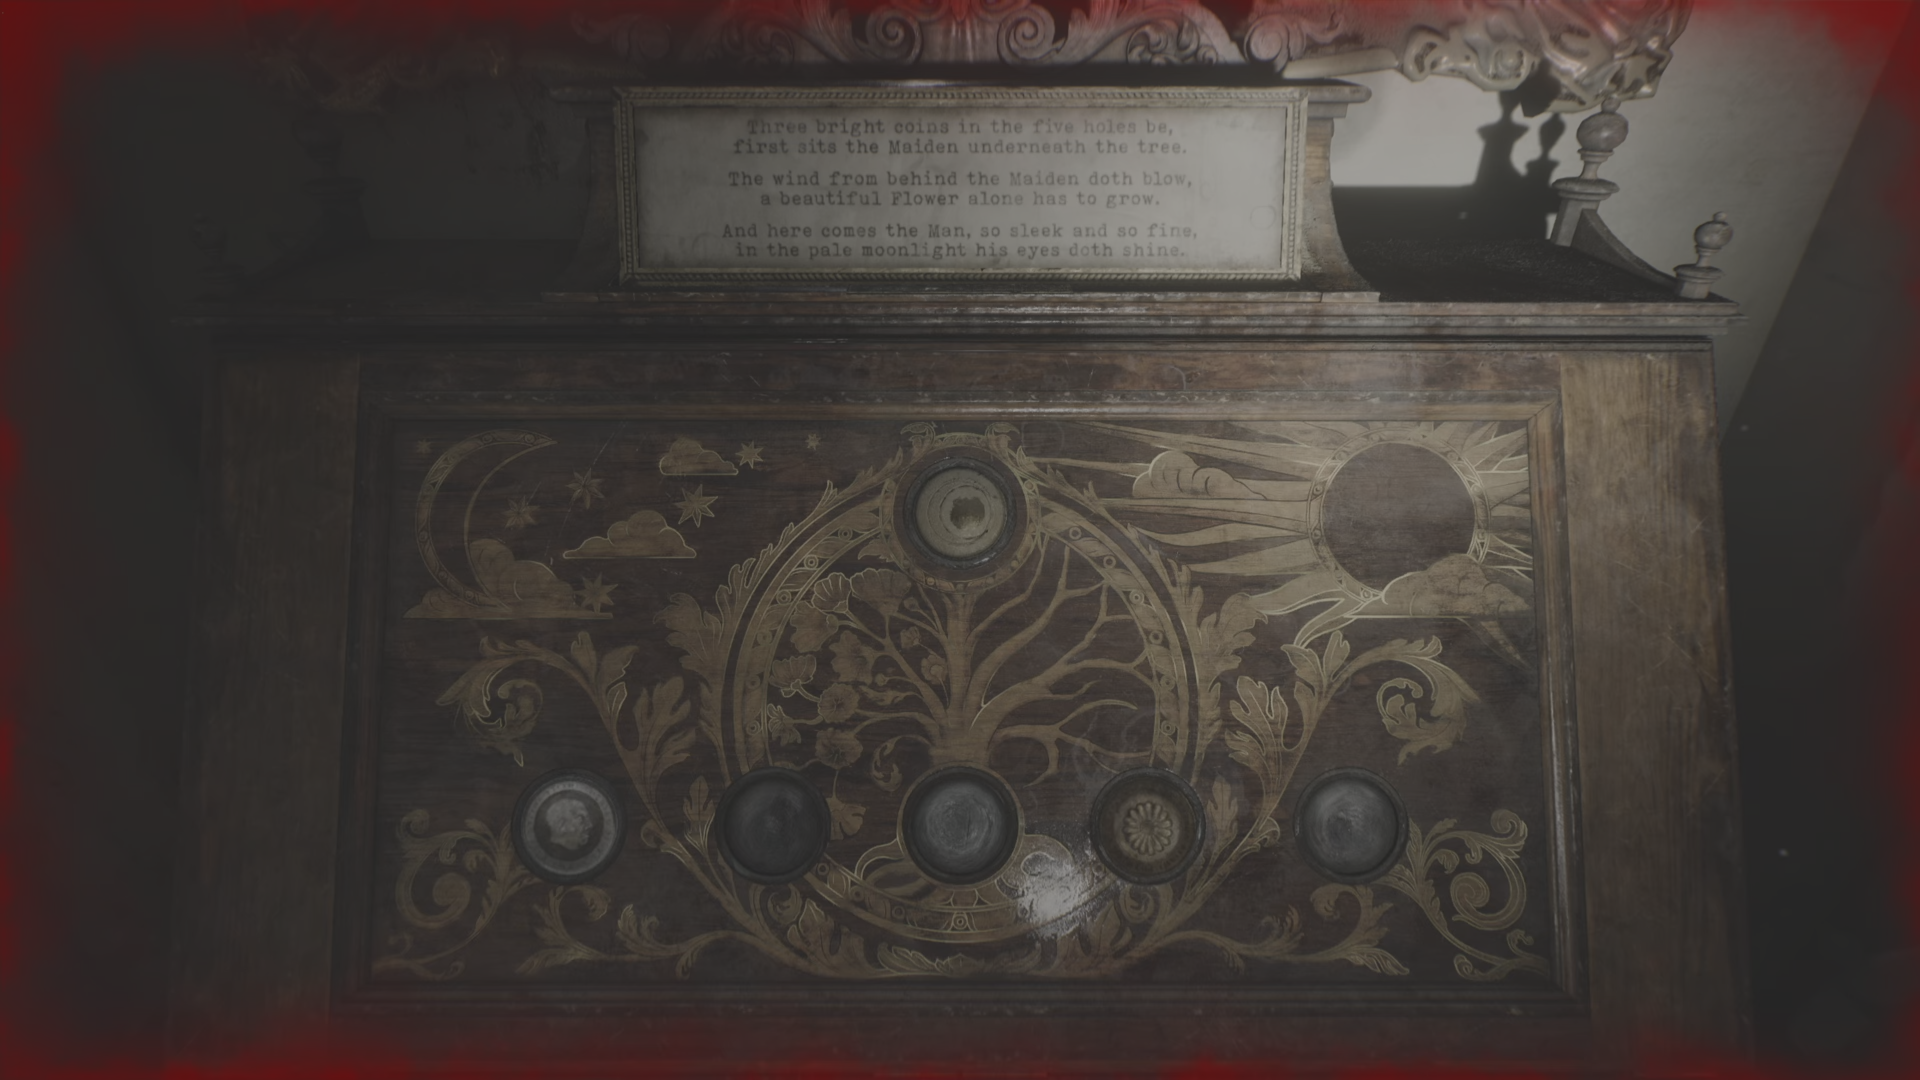 Three bright coins in the five holes be,
first sits the Maiden underneath the tree.
The wind from behind the Maiden doth blow,
a beautiful Flower alone has to grow.
And here comes the Man, so sleek and so fine,
in the pale moonlight his eyes doth shine.